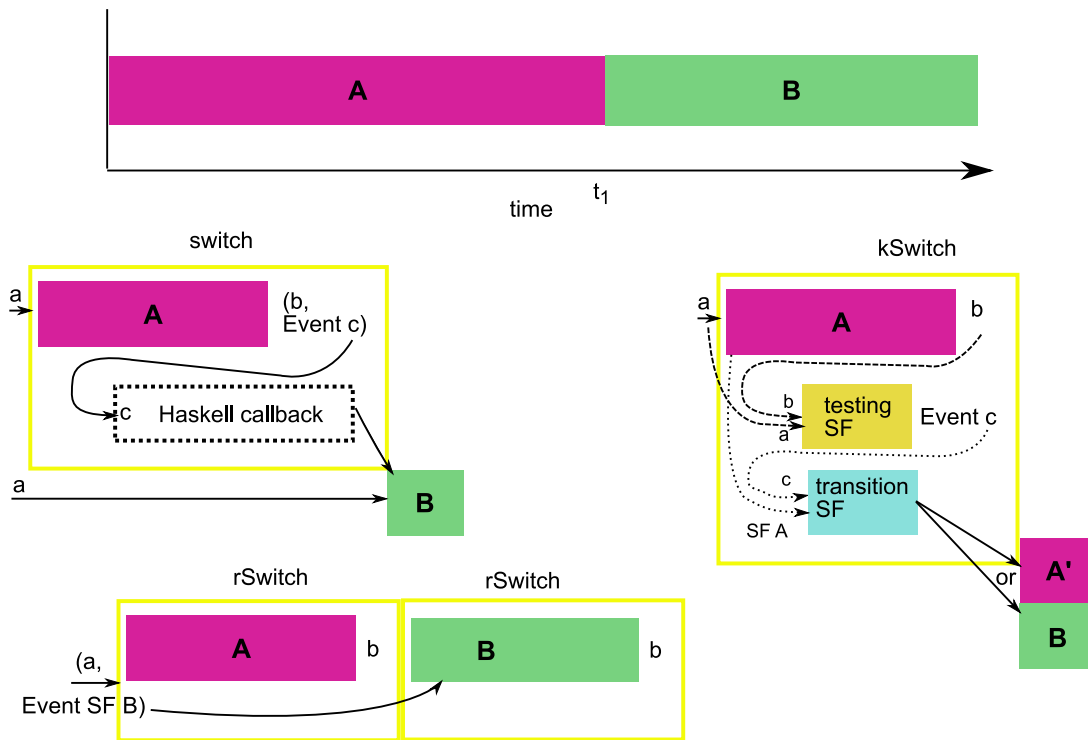 A
B
t1
time
switch
a
A
(b,
Event c)
c
Haskell callback
a
B
kSwitch
a
A
b
b
a
testing
SF
Event c
c
transition
SF
SF A
or
A'
B
rSwitch
rSwitch
A
b
B
b
(a,
Event SF B)